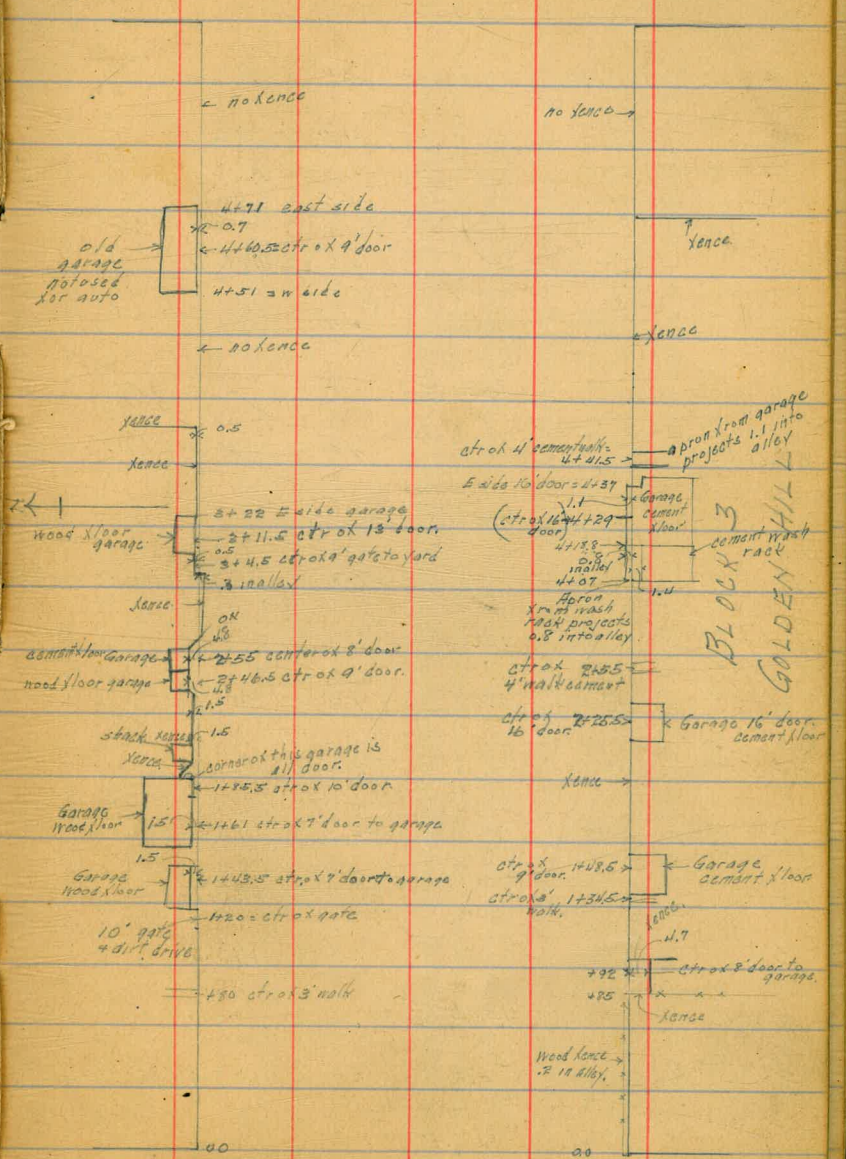 ← no fence
4+71 east side
0.7
4+60.5 = ctr of 9' door
old
garage
not used
for auto
4+51 = w side
← no fence
fence
0.5
fence
3+22 E side garage
wood floor
garage
3+11.5 ctr of 13' door.
0.5
3+4.5 ctr of 9' gate to yard
.3 in alley
fence
4.8
cement floor Garage
2+55 center of 8' door
wood floor garage
2+46.5 ctr of 9' door.
4.8
1.5
1.5
shack fence
fence
corner of this garage is
all door.
1+85.5 ctr of 10' door
Garage
wood floor
1.5
1+61 ctr of 7' door to garage
1.5
Garage
wood floor
1+43.5 ctr of 7' door to garage
1+20 = ctr of gate
10' gate
+ dirt drive
+80 ctr of 3' walk
0.0
no fence
fence
fence
apron from garage
projects 1.1 into
alley
ctr of 4' cement walk =
4+41.5
E side 16' door = 4+37
1.1
Garage
cement
floor
(ctr of 16' 4+29
door)
4+18.8
0.8
in alley
4+07
cement wash
rack
1.4
Apron
from wash
rack projects
0.8 into alley
BLOCK 3
GOLDEN HILL
ctr of 2+55
4' walk cement
ctr of 2+25.5
16' door.
Garage 16' door.
cement floor
fence
ctr of 1+48.5
9' door.
Garage
cement floor
ctr of 3' 1+34.5
walk.
fence.
4.7
+92
ctr of 8' door to
garage.
+85
fence
Wood fence
.2 in alley.
0.0